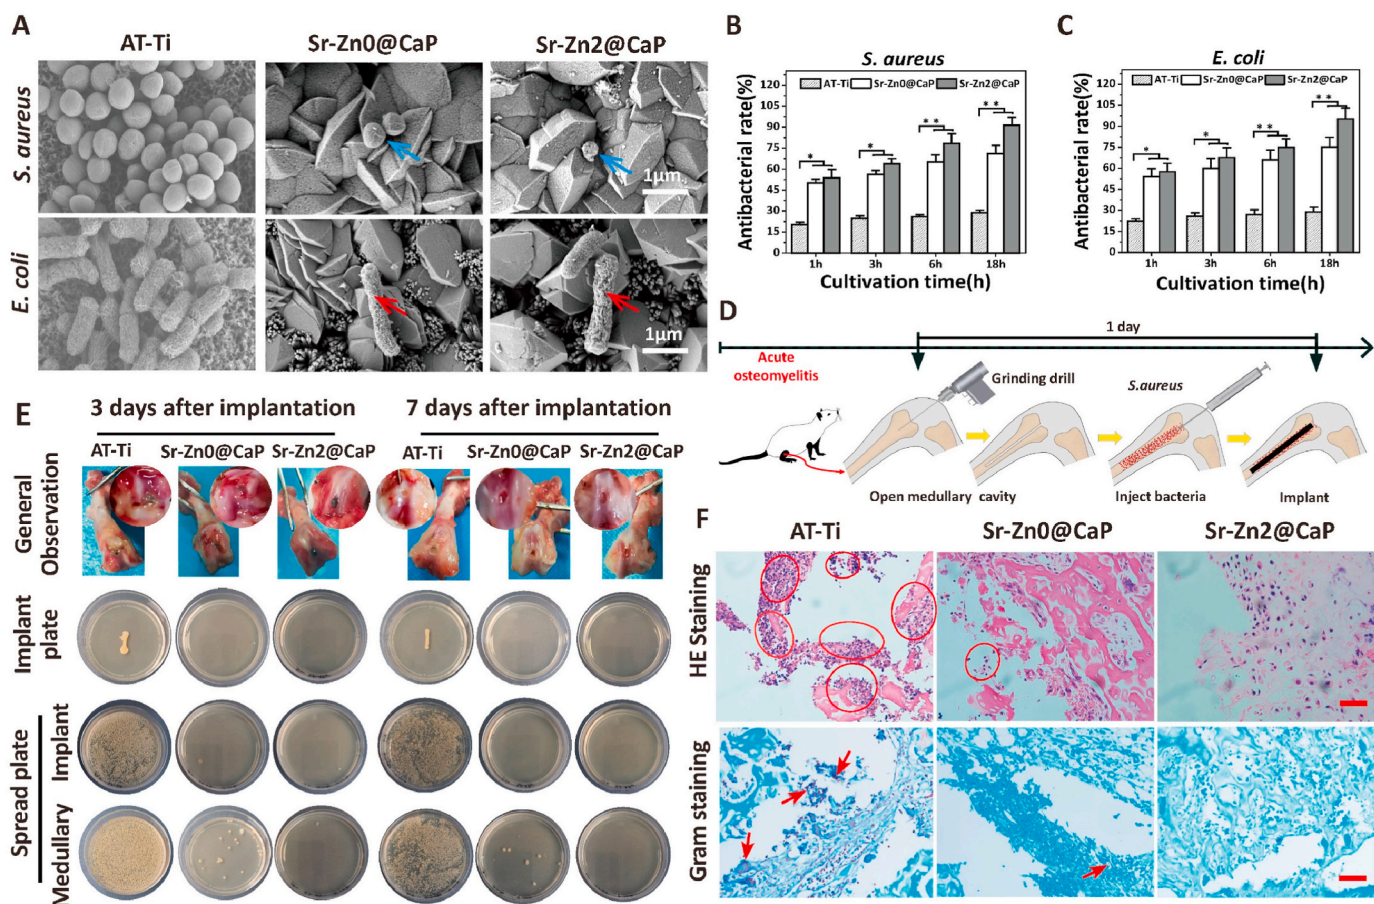 A
AT-Ti
Sr-Zn0@CaP
Sr-Zn2@CaP
S. aureus
1μm
E. coli
1μm
B
S. aureus
AT-Ti Sr-Zn0@CaP Sr-Zn2@CaP
Antibacterial rate(%)
120
105
90
75
60
45
30
15
0
*
*
* *
* *
1h 3h 6h 18h
Cultivation time(h)
C
E. coli
AT-Ti Sr-Zn0@CaP Sr-Zn2@CaP
Antibacterial rate(%)
120
105
90
75
60
45
30
15
0
*
*
* *
* *
1h 3h 6h 18h
Cultivation time(h)
D
1 day
Acute
osteomyelitis
Grinding drill
S.aureus
Open medullary cavity
Inject bacteria
Implant
E
3 days after implantation
7 days after implantation
AT-Ti Sr-Zn0@CaP Sr-Zn2@CaP AT-Ti Sr-Zn0@CaP Sr-Zn2@CaP
General
Observation
Implant
plate
Spread plate
Implant
Medullary
F
AT-Ti
Sr-Zn0@CaP
Sr-Zn2@CaP
HE Staining
Gram staining